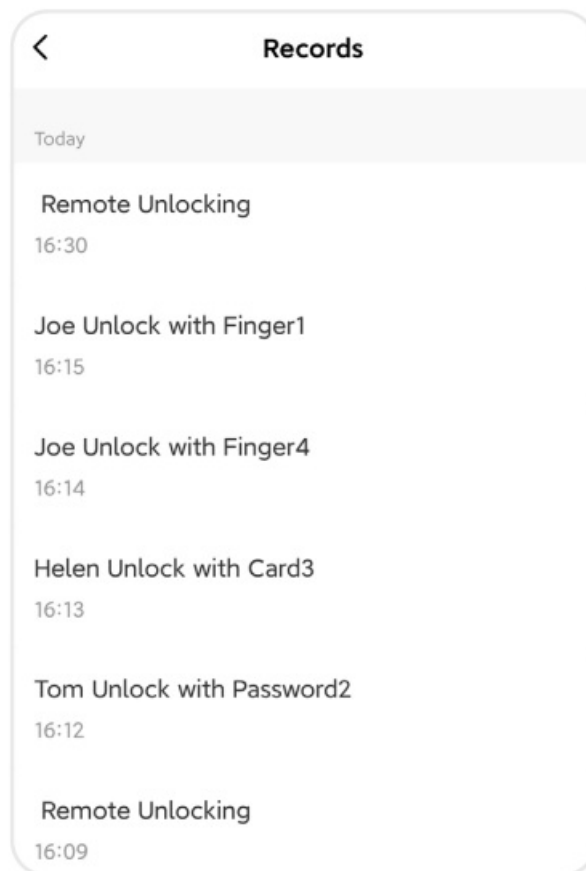 Records
Today
Remote Unlocking
16:30
Joe Unlock with Finger1
16:15
Joe Unlock with Finger4
16:14
Helen Unlock with Card3
16:13
Tom Unlock with Password2
16:12
Remote Unlocking
16:09